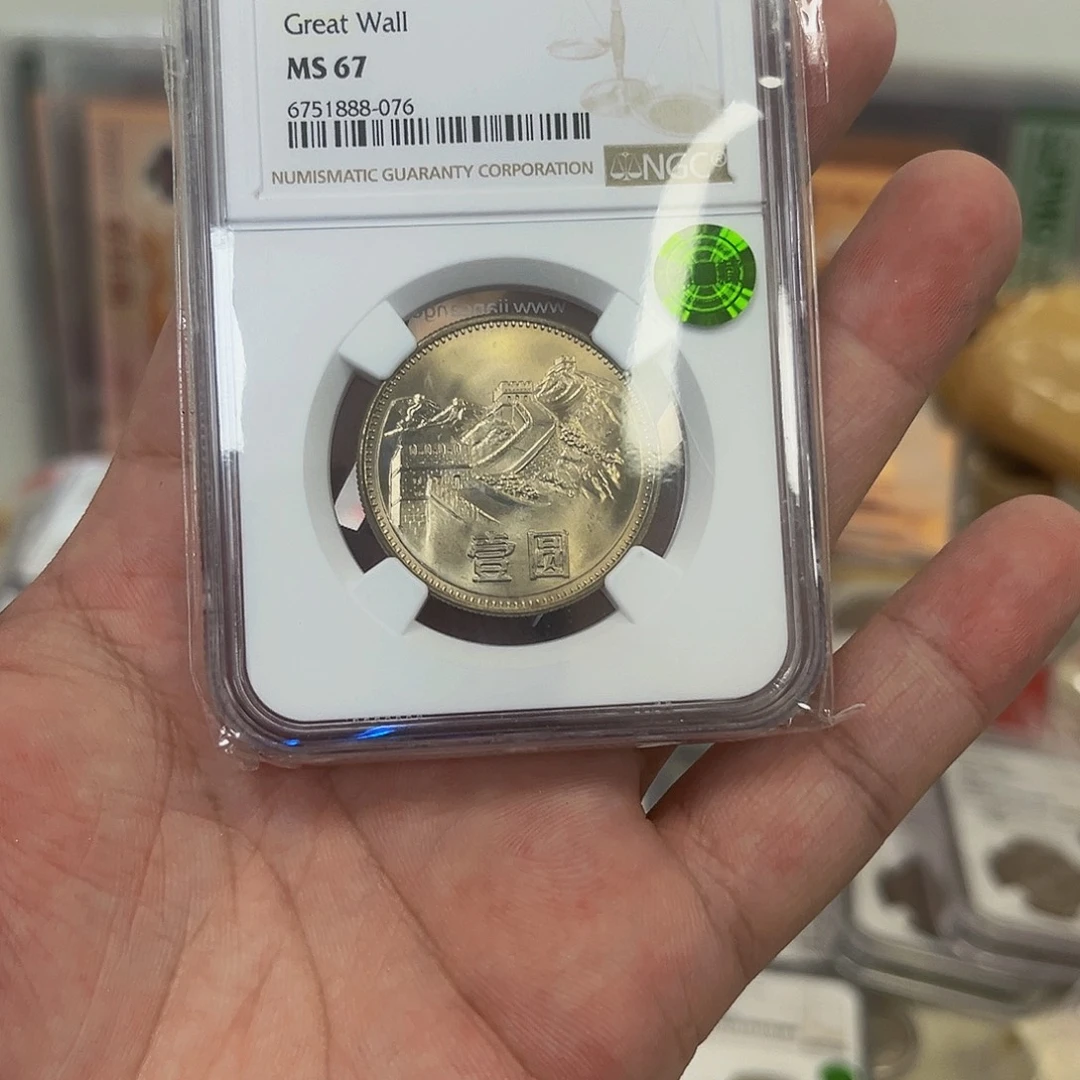 Great Wall
MS 67
6751888-076
NUMISMATIC GUARANTY CORPORATION
NGC®
壹圆